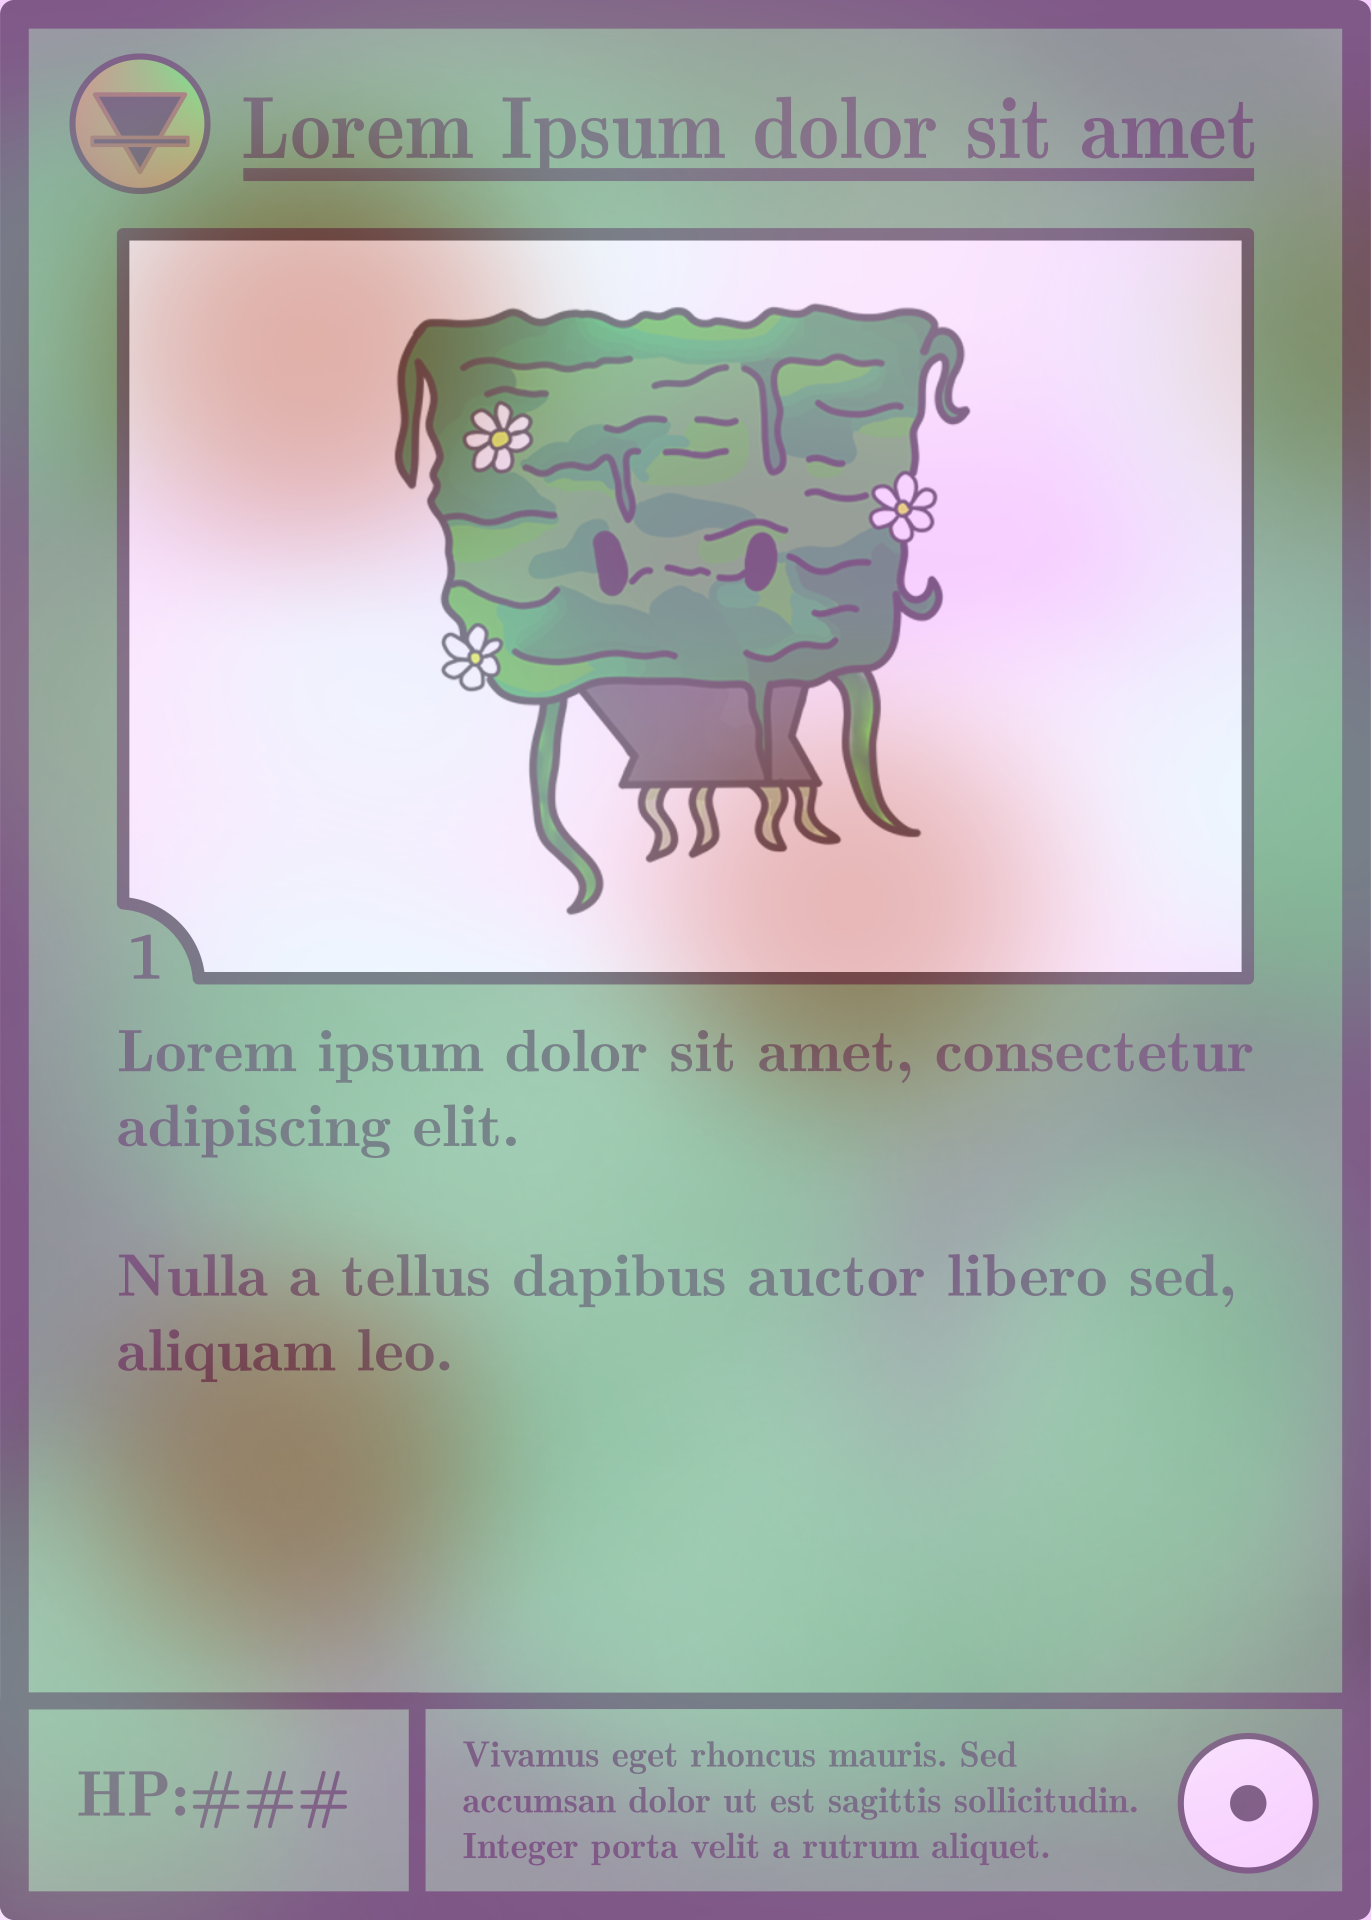 Lorem Ipsum dolor sit amet
1
Lorem ipsum dolor sit amet, consectetur
adipiscing elit.
Nulla a tellus dapibus auctor libero sed,
aliquam leo.
HP:###
Vivamus eget rhoncus mauris. Sed
accumsan dolor ut est sagittis sollicitudin.
Integer porta velit a rutrum aliquet.